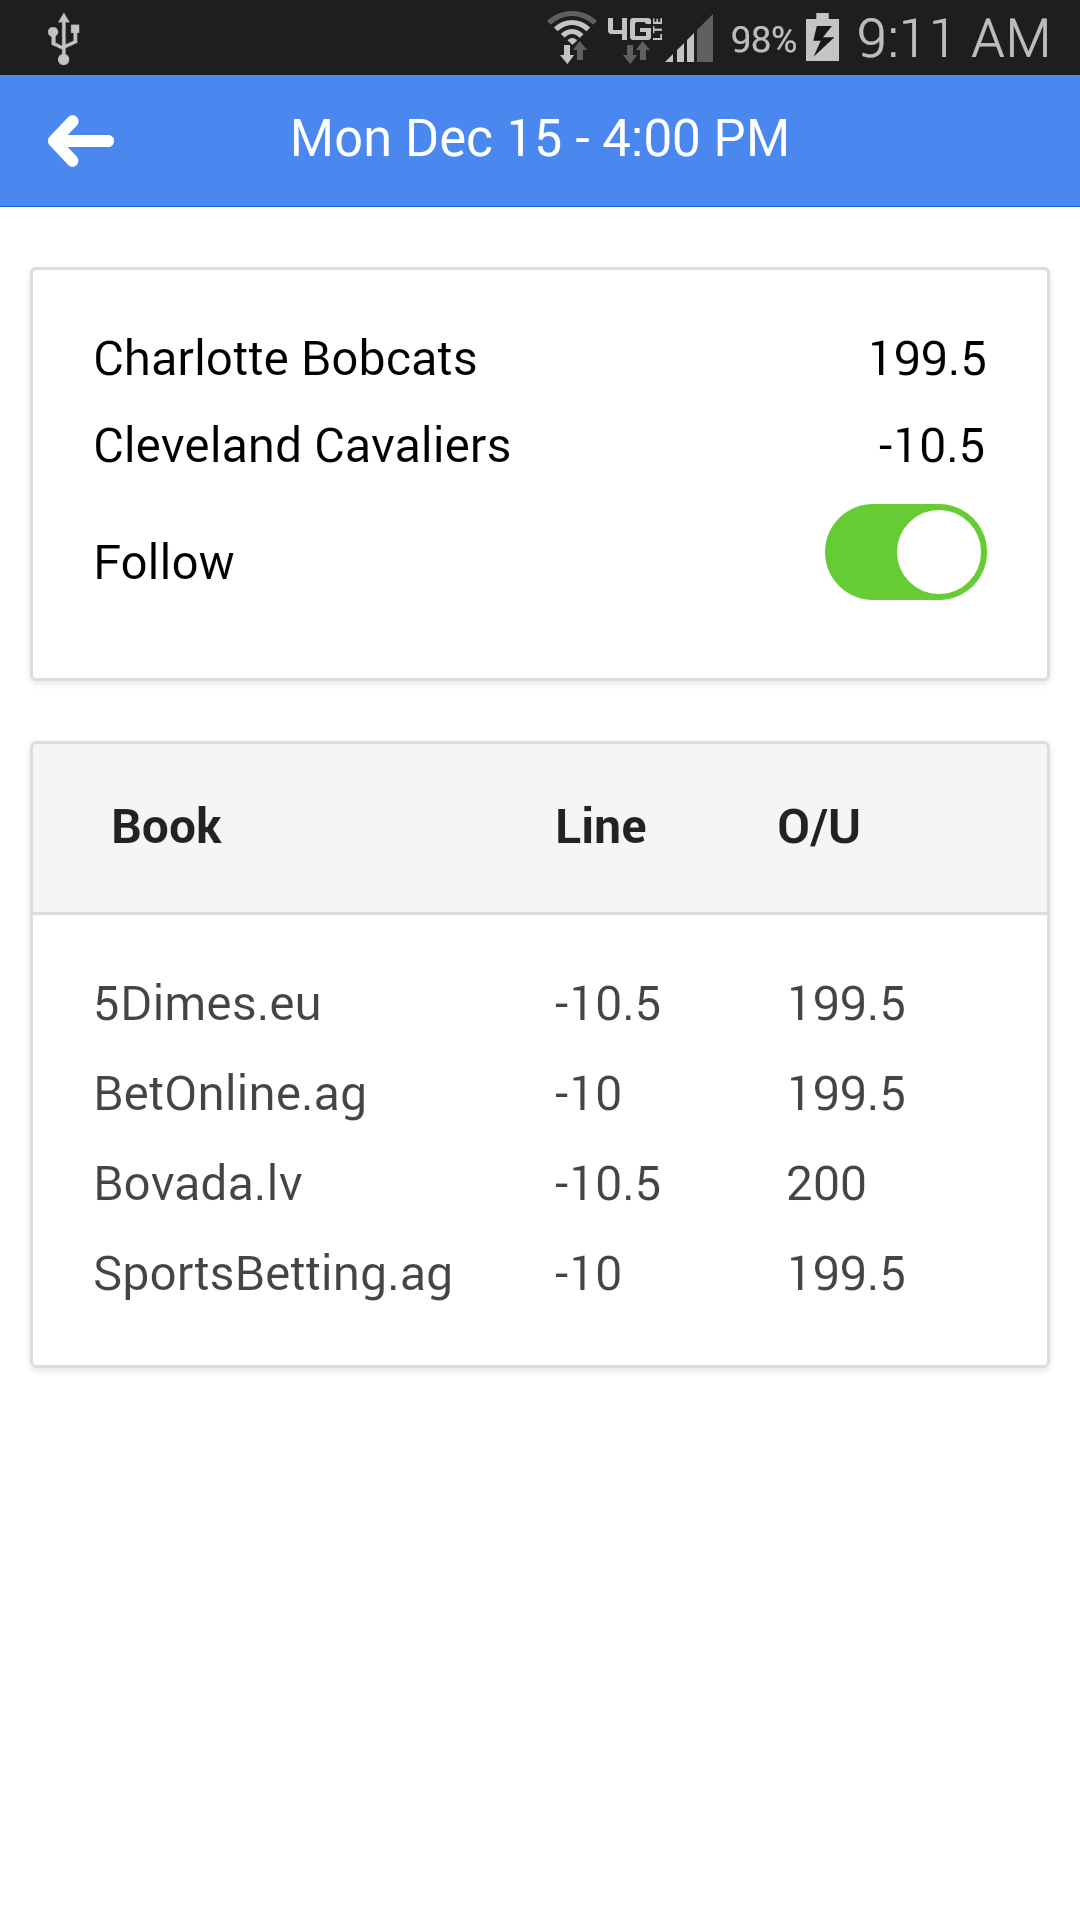 4G LTE 98% 9:11 AM
Mon Dec 15 - 4:00 PM
Charlotte Bobcats 199.5
Cleveland Cavaliers -10.5
Follow
Book Line O/U
5Dimes.eu -10.5 199.5
BetOnline.ag -10 199.5
Bovada.lv -10.5 200
SportsBetting.ag -10 199.5